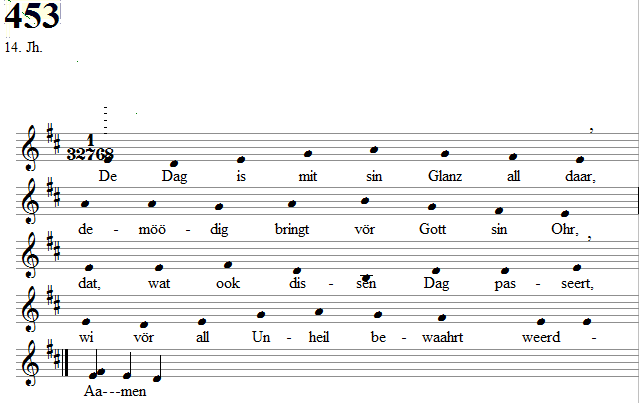 453
14. Jh.
1
32768
De Dag is mit sin Glanz all daar,
de - möö - dig bringt vör Gott sin Ohr,
dat, wat ook dis - sen Dag pas - seert,
wi vör all Un - heil be - waahrt weerd -
Aa - - - men